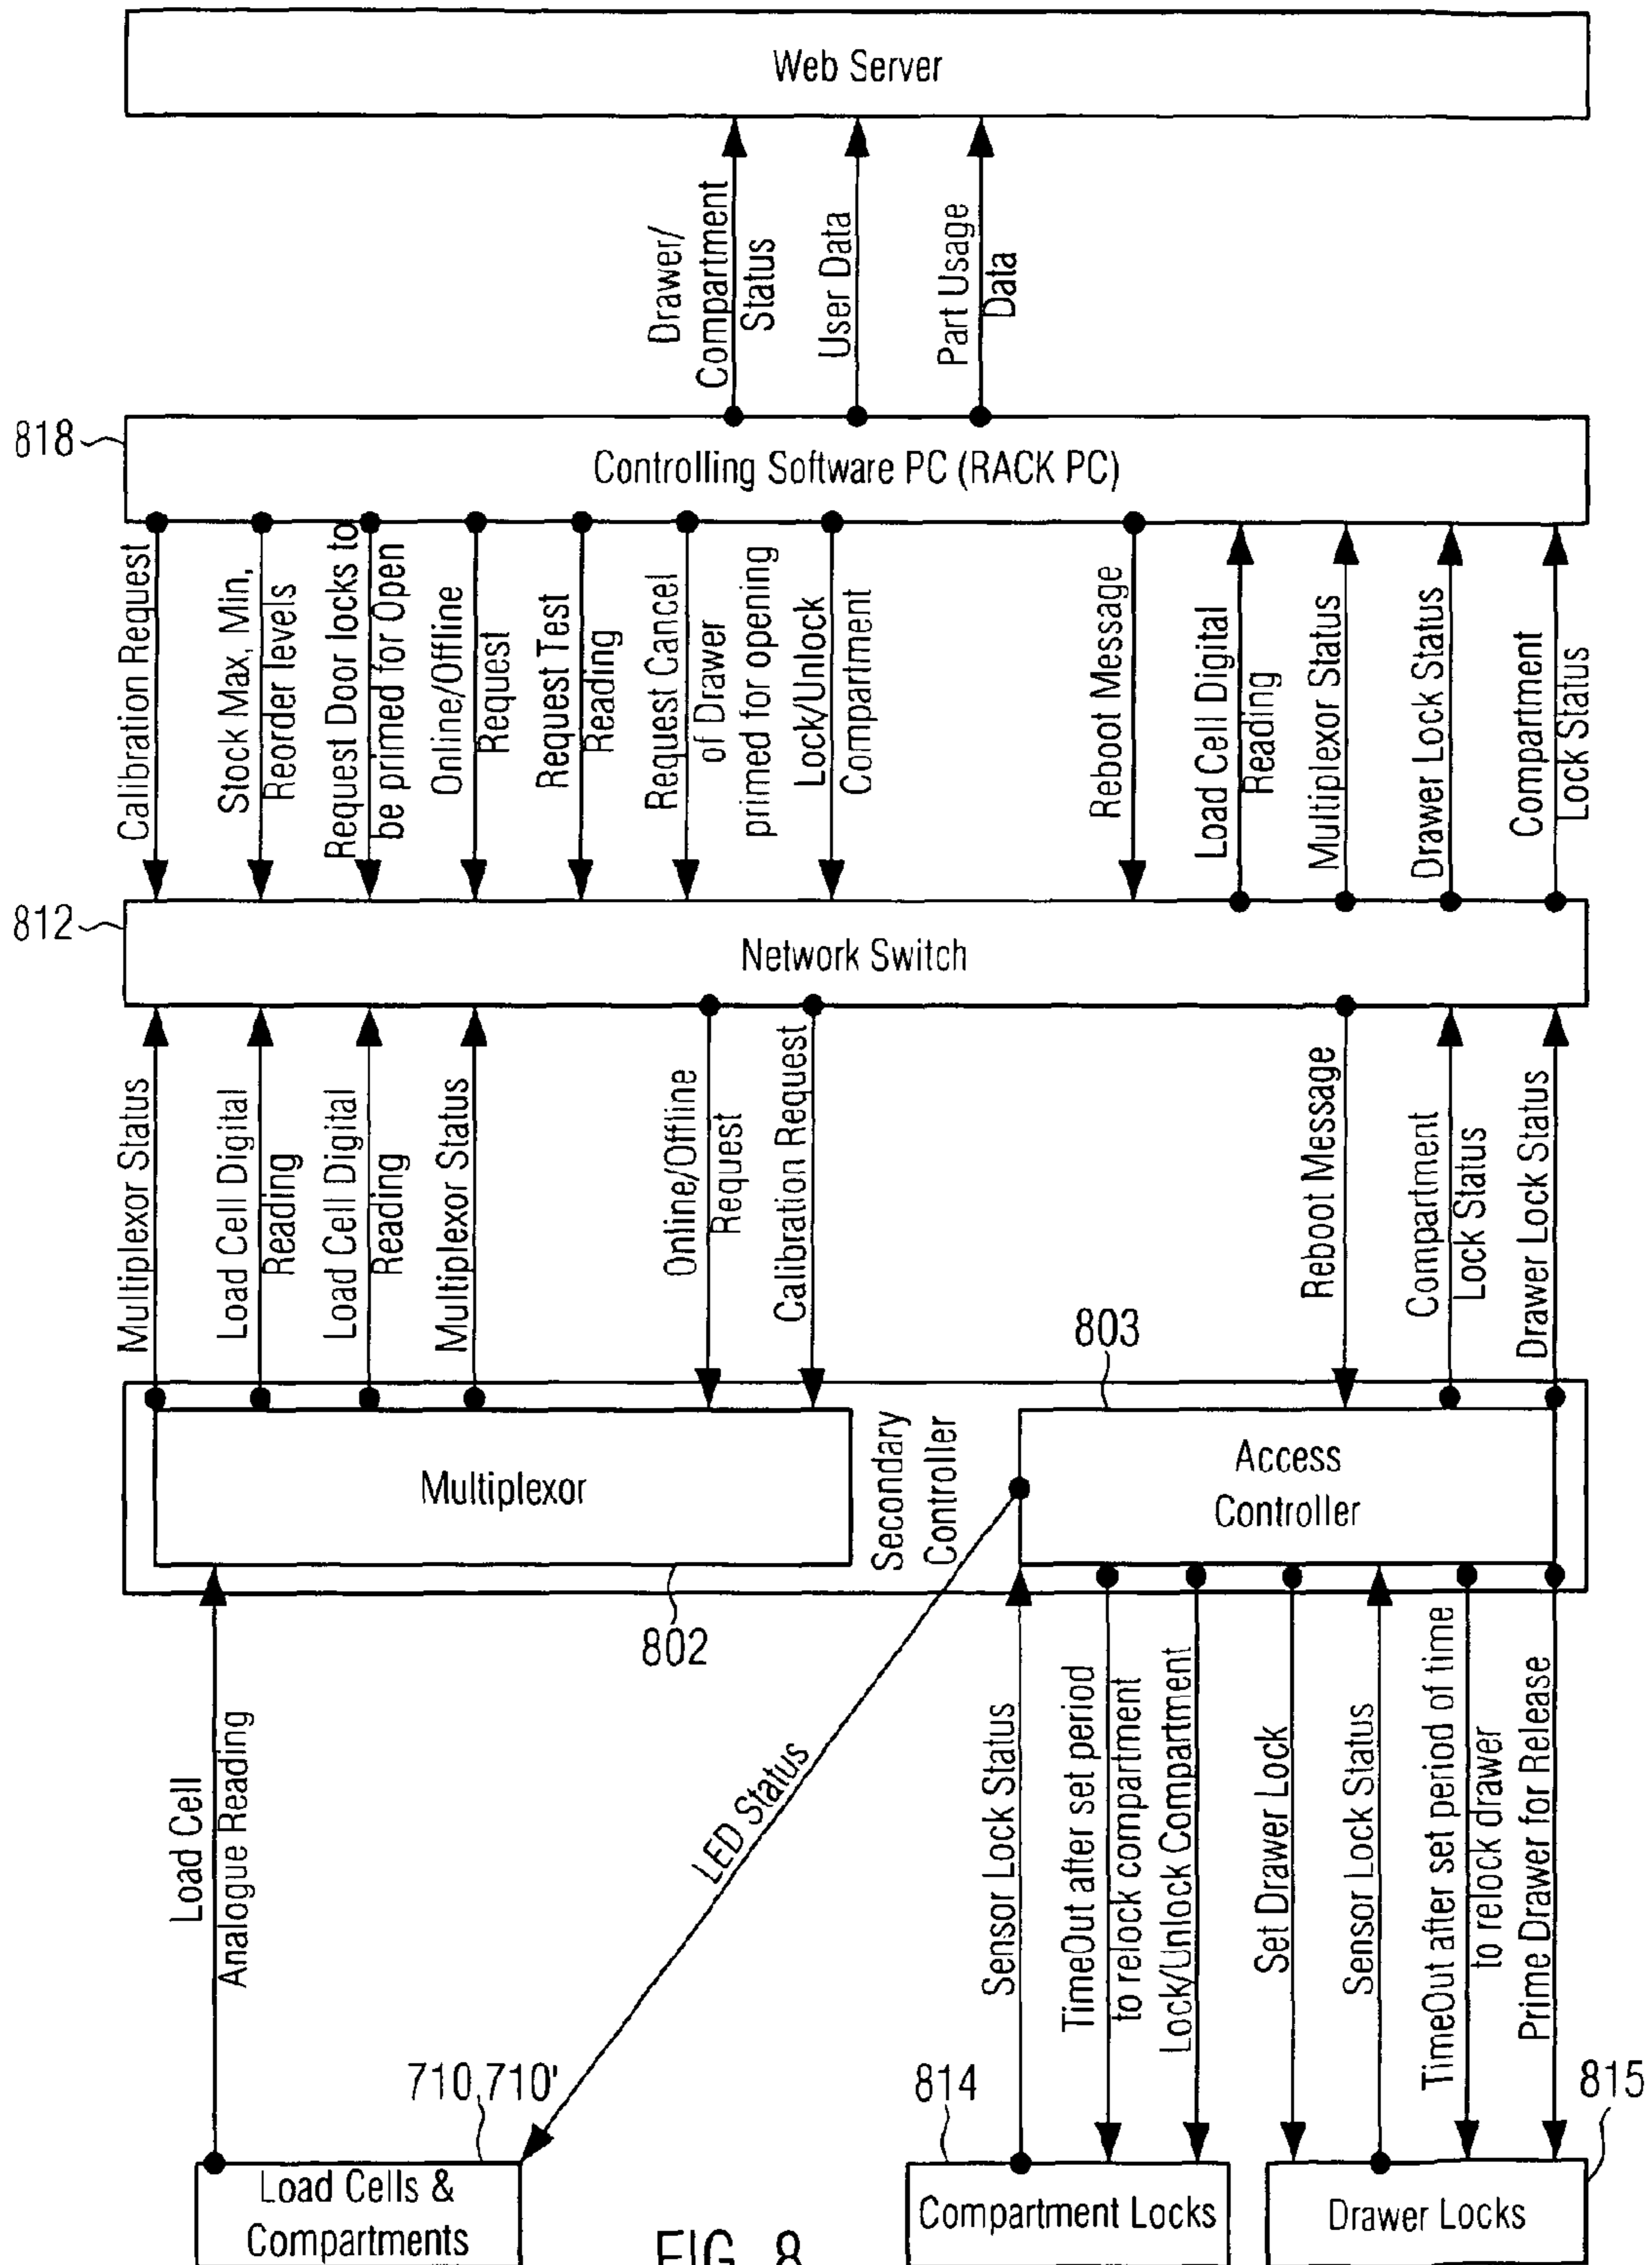 Web Server
Drawer/
Compartment
Status
User Data
Part Usage
Data
818
Controlling Software PC (RACK PC)
Calibration Request
Stock Max, Min,
Reorder levels
Request Door locks to
be primed for Open
Online/Offline
Request
Request Test
Reading
Request Cancel
of Drawer
primed for opening
Lock/Unlock
Compartment
Reboot Message
Load Cell Digital
Reading
Multiplexor Status
Drawer Lock Status
Compartment
Lock Status
812
Network Switch
Multiplexor Status
Load Cell Digital
Reading
Load Cell Digital
Reading
Multiplexor Status
Online/Offline
Request
Calibration Request
Reboot Message
Compartment
Lock Status
Drawer Lock Status
803
Multiplexor
Secondary
Controller
Access
Controller
802
Load Cell
Analogue Reading
LED Status
Sensor Lock Status
TimeOut after set period
to relock compartment
Lock/Unlock Compartment
Set Drawer Lock
Sensor Lock Status
TimeOut after set period of time
to relock drawer
Prime Drawer for Release
710,710'
814
815
Load Cells &
Compartments
Compartment Locks
Drawer Locks
FIG. 8